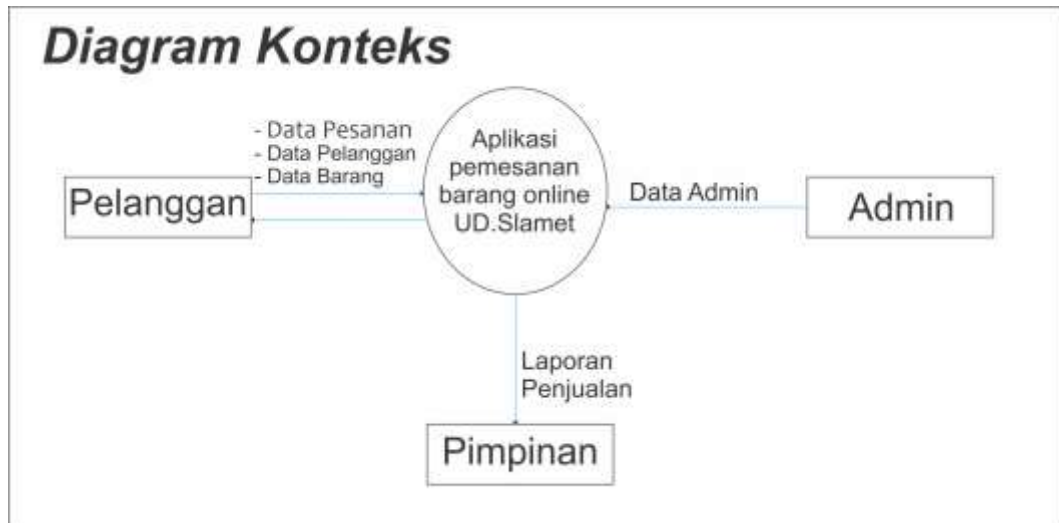 Diagram Konteks
- Data Pesanan
- Data Pelanggan
- Data Barang
Pelanggan
Aplikasi
pemesanan
barang online
UD.Slamet
Data Admin
Admin
Laporan
Penjualan
Pimpinan